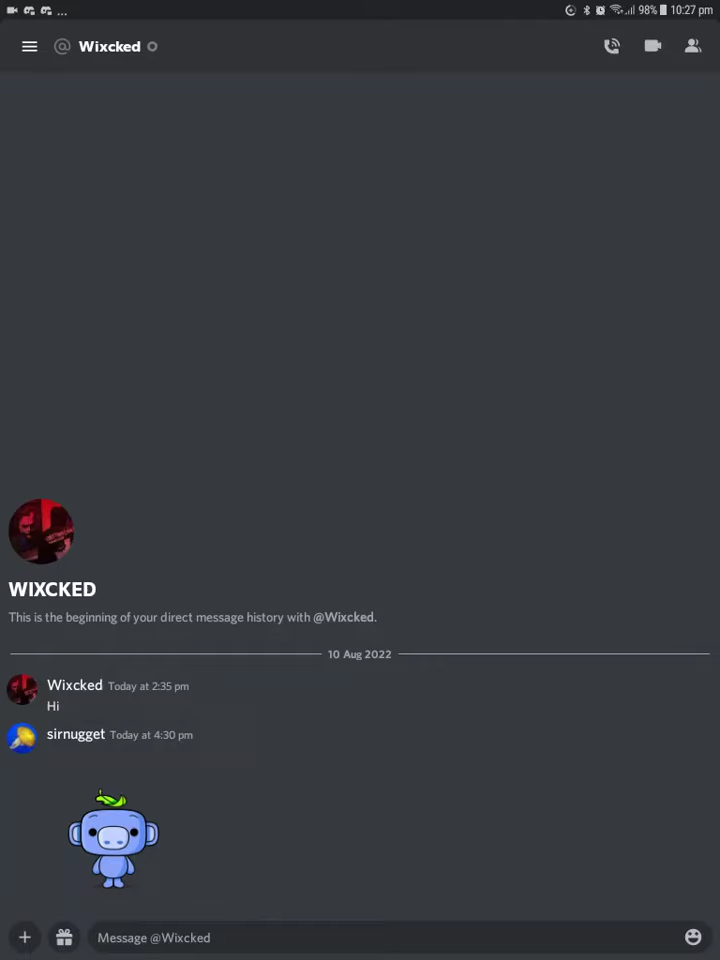 ... 98% 10:27 pm
@ Wixcked
WIXCKED
This is the beginning of your direct message history with @Wixcked.
10 Aug 2022
Wixcked Today at 2:35 pm
Hi
sirnugget Today at 4:30 pm
Message @Wixcked